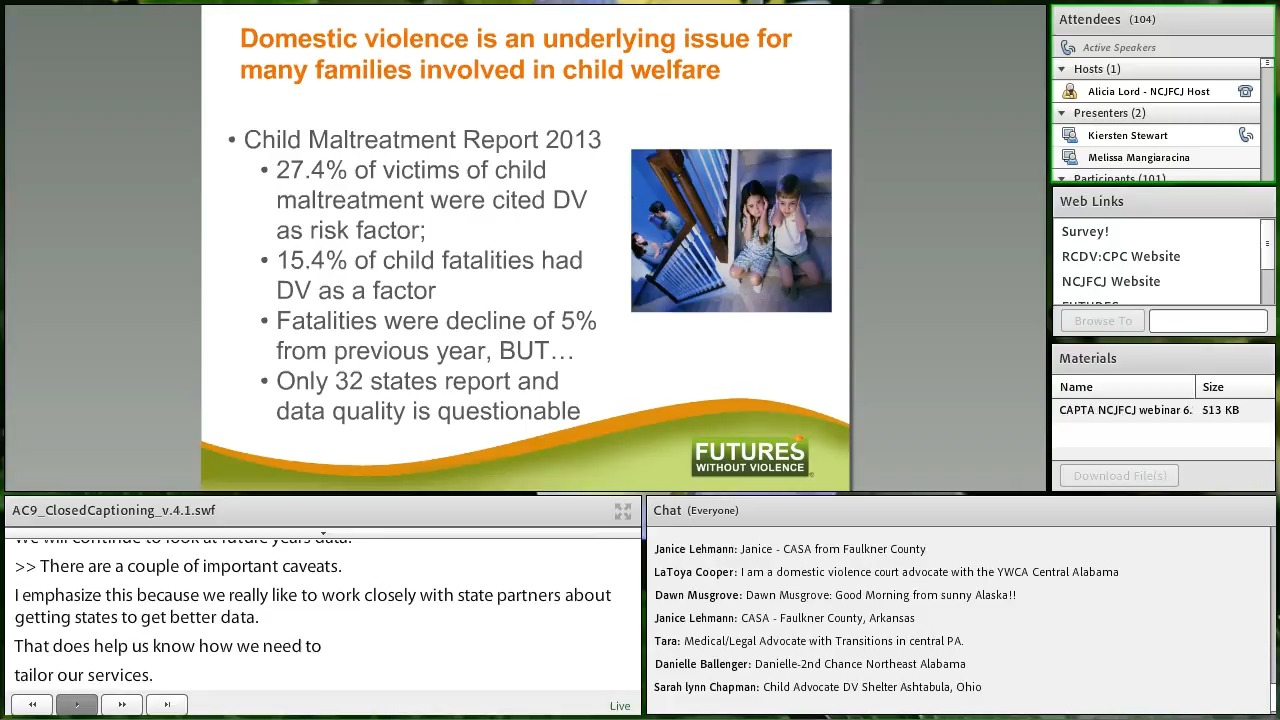 Domestic violence is an underlying issue for
many families involved in child welfare
• Child Maltreatment Report 2013
• 27.4% of victims of child
maltreatment were cited DV
as risk factor;
• 15.4% of child fatalities had
DV as a factor
• Fatalities were decline of 5%
from previous year, BUT…
• Only 32 states report and
data quality is questionable
FUTURES
WITHOUT VIOLENCE
®
Attendees (104)
Active Speakers
Hosts (1)
Alicia Lord - NCJFCJ Host
Presenters (2)
Kiersten Stewart
Melissa Mangiaracina
Participants (101)
Web Links
Survey!
RCDV:CPC Website
NCJFCJ Website
FUTURES
Browse To
Materials
Name Size
CAPTA NCJFCJ webinar 6. 513 KB
Download File(s)
AC9_ClosedCaptioning_v.4.1.swf
We will continue to look at future years data.
>> There are a couple of important caveats.
I emphasize this because we really like to work closely with state partners about
getting states to get better data.
That does help us know how we need to
tailor our services.
Live
Chat (Everyone)
Janice Lehmann: Janice - CASA from Faulkner County
LaToya Cooper: I am a domestic violence court advocate with the YWCA Central Alabama
Dawn Musgrove: Dawn Musgrove: Good Morning from sunny Alaska!!
Janice Lehmann: CASA - Faulkner County, Arkansas
Tara: Medical/Legal Advocate with Transitions in central PA.
Danielle Ballenger: Danielle-2nd Chance Northeast Alabama
Sarah lynn Chapman: Child Advocate DV Shelter Ashtabula, Ohio